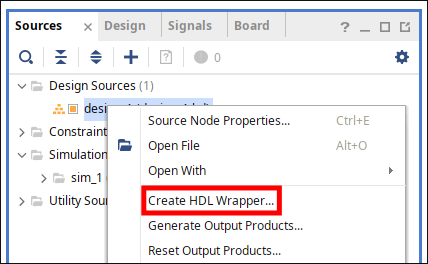 Sources Design Signals Board
0
Design Sources (1)
Source Node Properties... Ctrl+E
Constraint
Open File Alt+O
Simulation
Open With
sim_1
Create HDL Wrapper...
Utility Sour
Generate Output Products...
Reset Output Products...